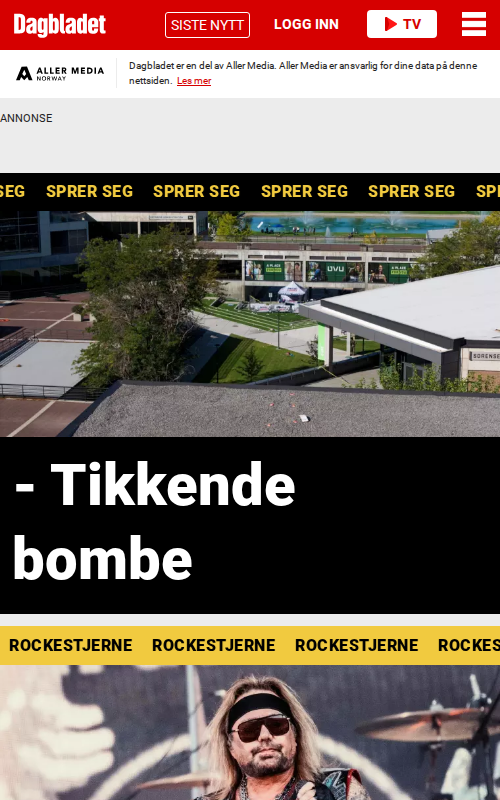 Dagbladet
SISTE NYTT
LOGG INN
TV
ALLER MEDIA
NORWAY
Dagbladet er en del av Aller Media. Aller Media er ansvarlig for dine data på denne
nettsiden. Les mer
ANNONSE
SEG SPRER SEG SPRER SEG SPRER SEG SPRER SEG SP
UVU
- Tikkende
bombe
ROCKESTJERNE ROCKESTJERNE ROCKESTJERNE ROCKES